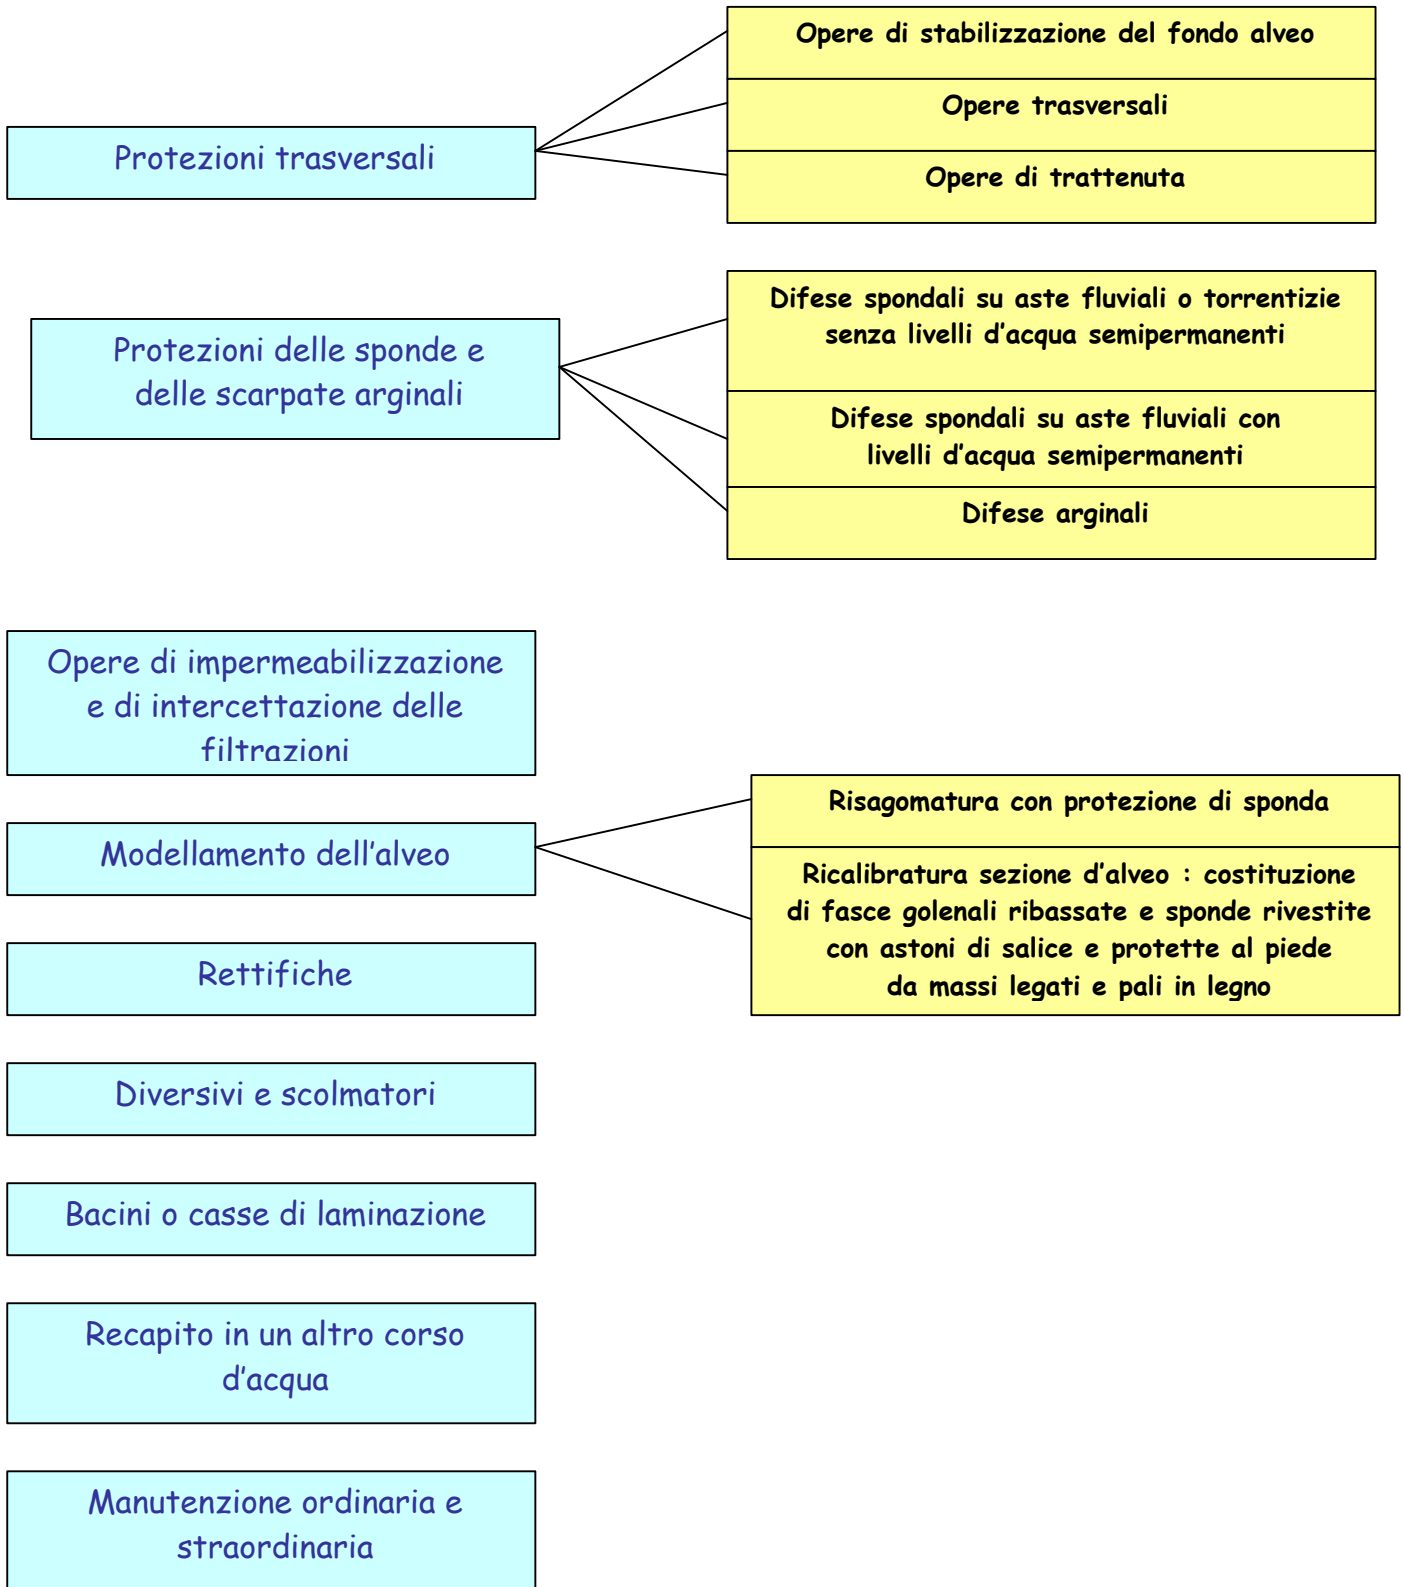 Opere di stabilizzazione del fondo alveo
Opere trasversali
Protezioni trasversali
Opere di trattenuta
Difese spondali su aste fluviali o torrentizie
senza livelli d'acqua semipermanenti
Protezioni delle sponde e
delle scarpate arginali
Difese spondali su aste fluviali con
livelli d'acqua semipermanenti
Difese arginali
Opere di impermeabilizzazione
e di intercettazione delle
filtrazioni
Modellamento dell'alveo
Risagomatura con protezione di sponda
Ricalibratura sezione d'alveo : costituzione
di fasce golenali ribassate e sponde rivestite
con astoni di salice e protette al piede
da massi legati e pali in legno
Rettifiche
Diversivi e scolmatori
Bacini o casse di laminazione
Recapito in un altro corso
d'acqua
Manutenzione ordinaria e
straordinaria